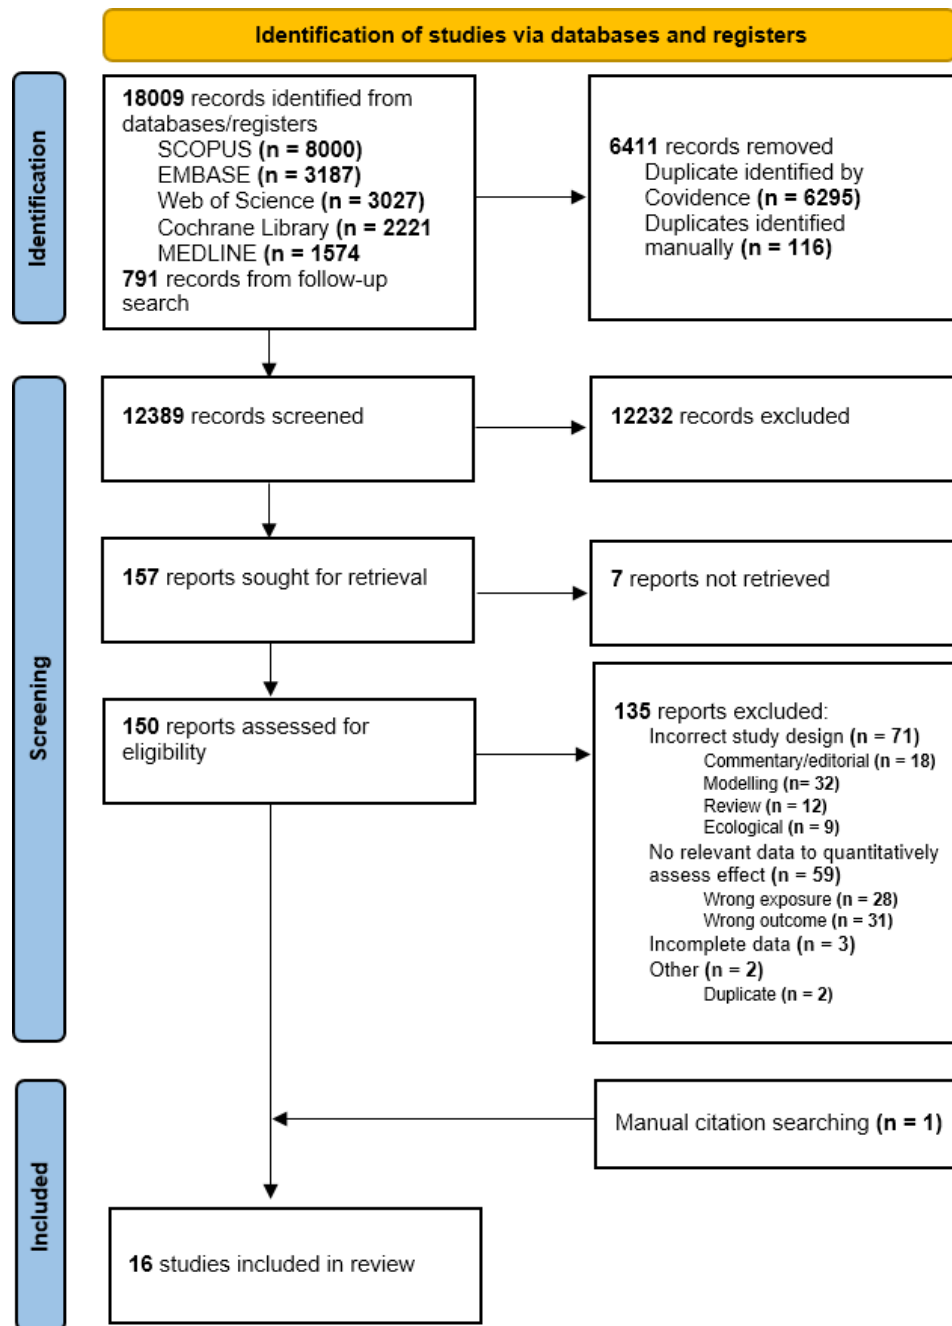 Identification of studies via databases and registers
Identification
18009 records identified from
databases/registers
SCOPUS (n = 8000)
EMBASE (n = 3187)
Web of Science (n = 3027)
Cochrane Library (n = 2221
MEDLINE (n = 1574
791 records from follow-up
search
6411 records removed
Duplicate identified by
Covidence (n = 6295)
Duplicates identified
manually (n = 116)
Screening
12389 records screened
12232 records excluded
157 reports sought for retrieval
7 reports not retrieved
150 reports assessed for
eligibility
135 reports excluded:
Incorrect study design (n = 71)
Commentary/editorial (n = 18)
Modelling (n= 32)
Review (n = 12)
Ecological (n = 9)
No relevant data to quantitatively
assess effect (n = 59)
Wrong exposure (n = 28)
Wrong outcome (n = 31)
Incomplete data (n = 3)
Other (n = 2)
Duplicate (n = 2)
Included
Manual citation searching (n = 1)
16 studies included in review